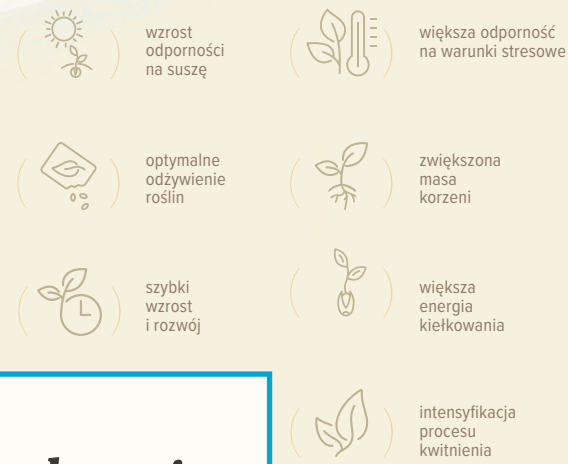 wzrost
odporności
na suszę
większa odporność
na warunki stresowe
optymalne
odżywienie
roślin
zwiększona
masa
korzeni
szybki
wzrost
i rozwój
większa
energia
kiełkowania
intensyfikacja
procesu
kwitnienia